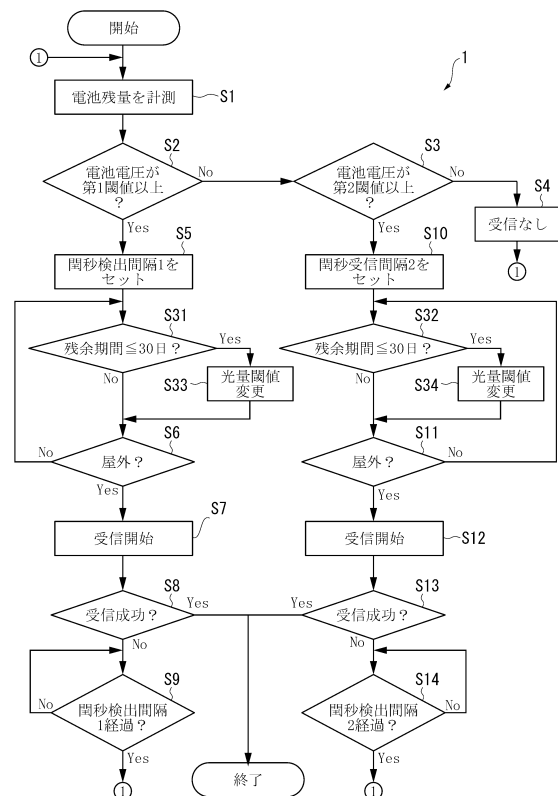 開始
①
1
電池残量を計測
S1
S2
電池電圧が
第1閾値以上
?
No
Yes
S3
電池電圧が
第2閾値以上
?
No
Yes
S4
受信なし
①
S5
閏秒検出間隔1を
セット
S10
閏秒受信間隔2を
セット
S31
残余期間≦30日?
Yes
No
S33
光量閾値
変更
S32
残余期間≦30日?
Yes
No
S34
光量閾値
変更
S6
屋外?
No
Yes
S11
屋外?
No
Yes
S7
受信開始
S12
受信開始
S8
受信成功?
Yes
No
S13
受信成功?
Yes
No
S9
閏秒検出間隔
1経過?
No
Yes
①
S14
閏秒検出間隔
2経過?
No
Yes
①
終了